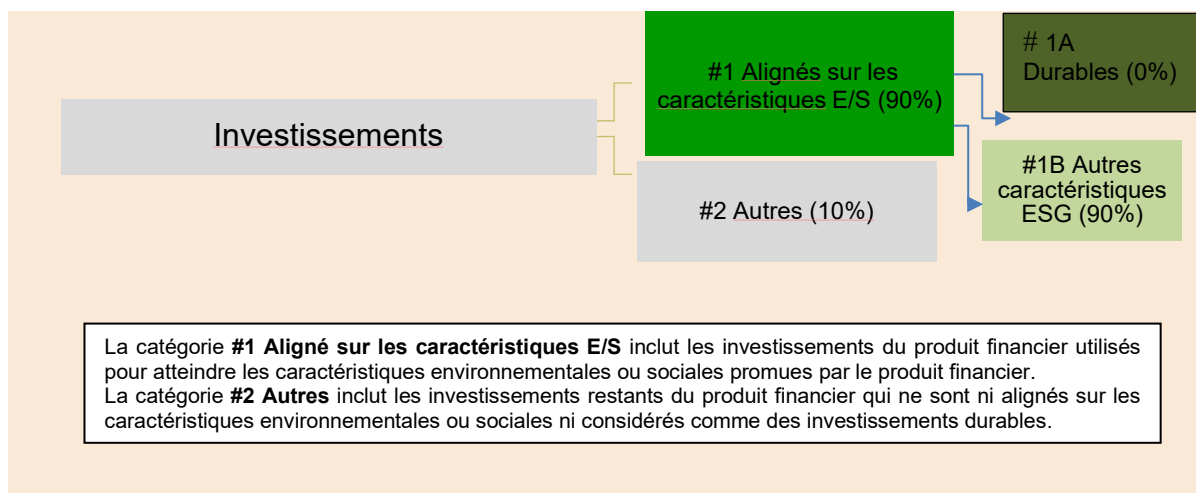 Investissements
#1 Alignés sur les
caractéristiques E/S (90%)
#2 Autres (10%)
# 1A
Durables (0%)
#1B Autres
caractéristiques
ESG (90%)
La catégorie #1 Aligné sur les caractéristiques E/S inclut les investissements du produit financier utilisés
pour atteindre les caractéristiques environnementales ou sociales promues par le produit financier.
La catégorie #2 Autres inclut les investissements restants du produit financier qui ne sont ni alignés sur les
caractéristiques environnementales ou sociales ni considérés comme des investissements durables.